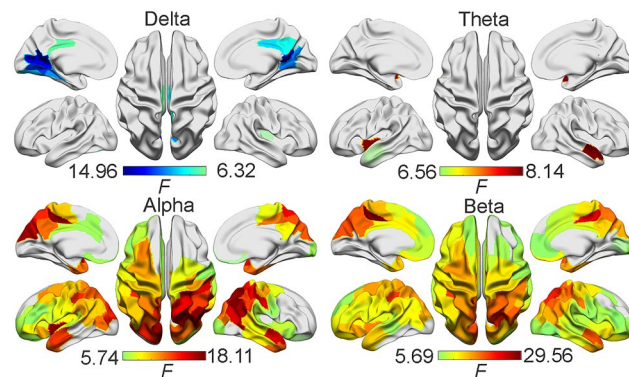 Delta
Theta
14.96 6.32
F
6.56 8.14
F
Alpha
Beta
5.74 18.11
F
5.69 29.56
F